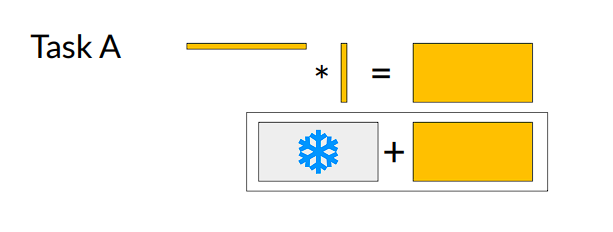 Task A
* =
+